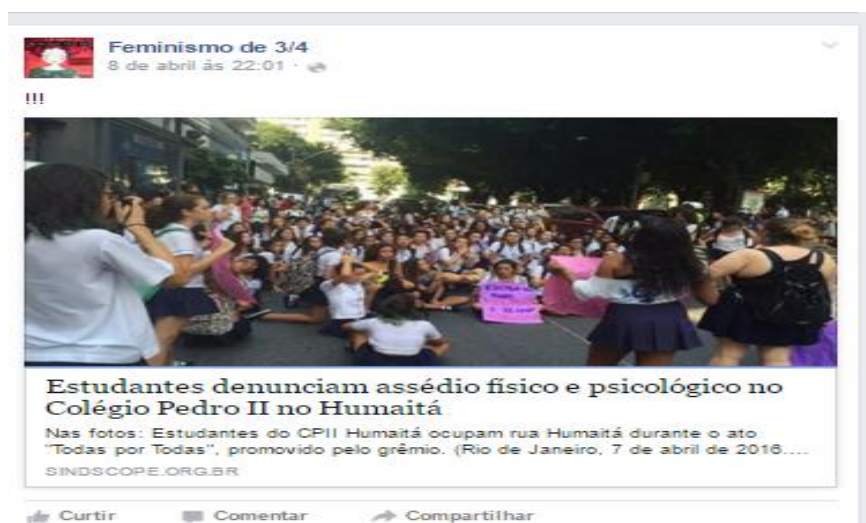 Feminismo de 3/4
8 de abril às 22:01 ·
!!!
Estudantes denunciam assédio físico e psicológico no
Colégio Pedro II no Humaitá
Nas fotos: Estudantes do CPII Humaitá ocupam rua Humaitá durante o ato
"Todas por Todas", promovido pelo grêmio. (Rio de Janeiro, 7 de abril de 2016....
SINDSCOPE.ORG.BR
Curtir Comentar Compartilhar